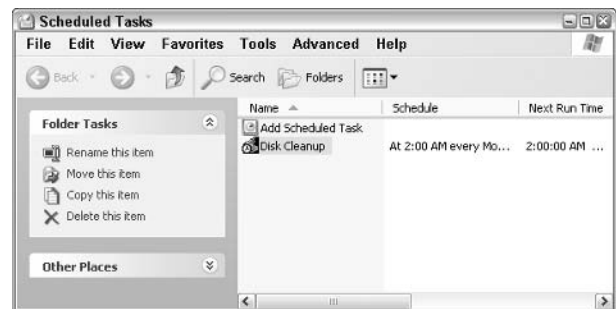 Scheduled Tasks
File Edit View Favorites Tools Advanced Help
Back Search Folders
Folder Tasks
Rename this item
Move this item
Copy this item
Delete this item
Other Places
Name Schedule Next Run Time
Add Scheduled Task
Disk Cleanup At 2:00 AM every Mo... 2:00:00 AM ...